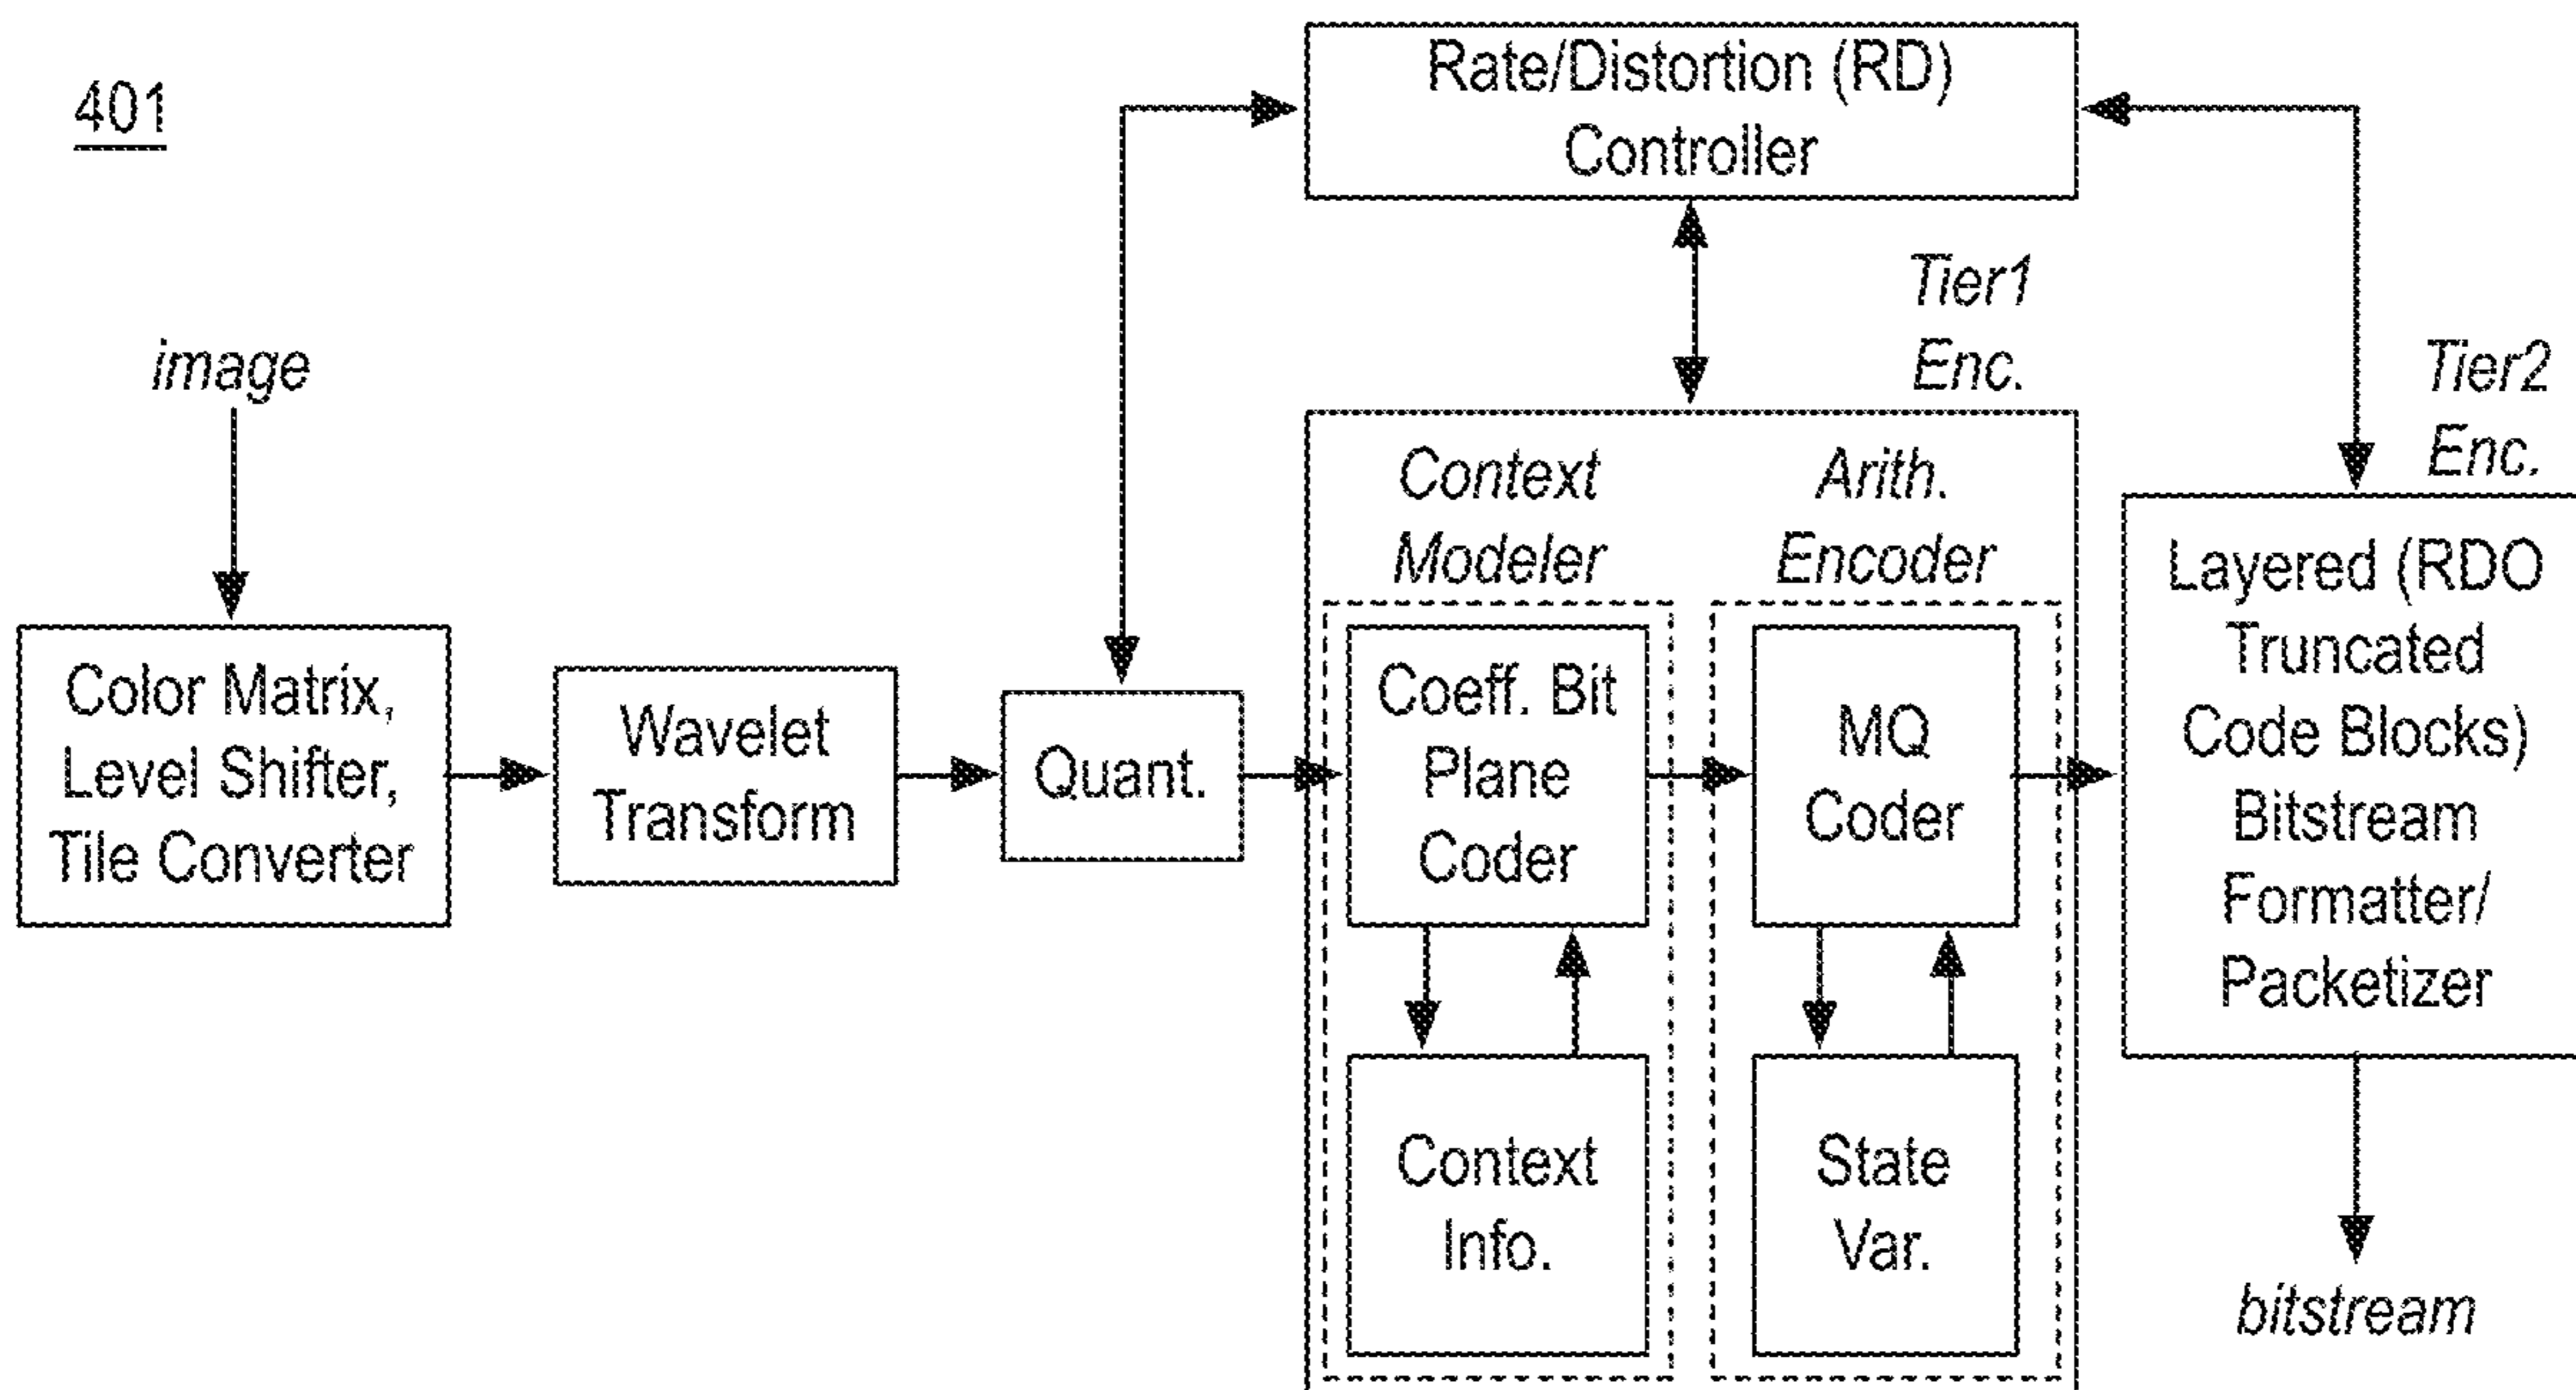 401
Rate/Distortion (RD)
Controller
Tier1
Enc.
Tier2
Enc.
image
Color Matrix,
Level Shifter,
Tile Converter
Wavelet
Transform
Quant.
Context
Modeler
Coeff. Bit
Plane
Coder
Context
Info.
Arith.
Encoder
MQ
Coder
State
Var.
Layered (RDO
Truncated
Code Blocks)
Bitstream
Formatter/
Packetizer
bitstream